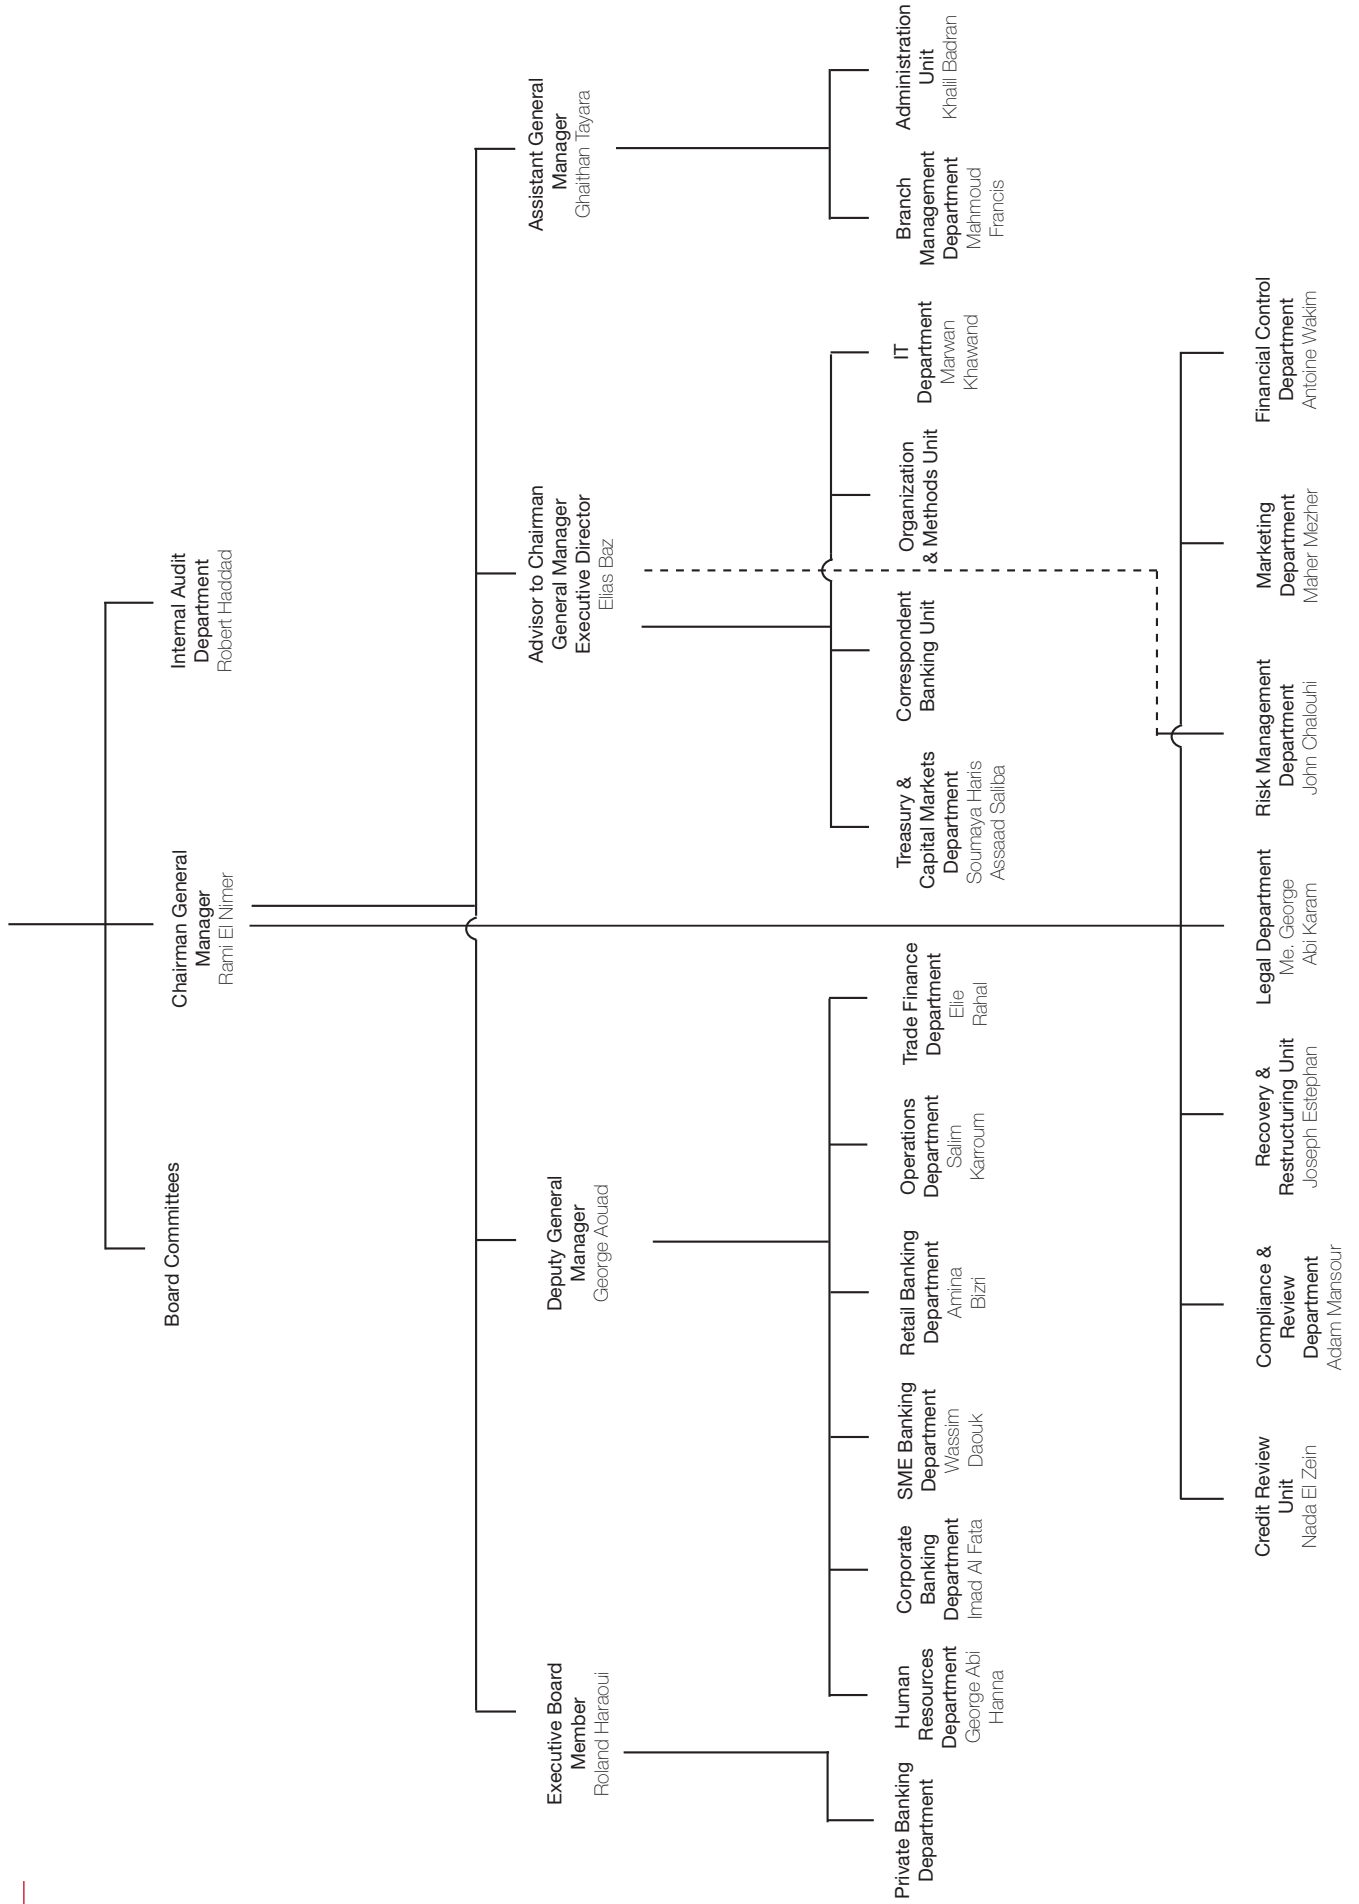 Board Committees
Chairman General
Manager
Rami El Nimer
Internal Audit
Department
Robert Haddad
Executive Board
Member
Roland Haraoui
Deputy General
Manager
George Aouad
Advisor to Chairman
General Manager
Executive Director
Elias Baz
Assistant General
Manager
Ghaithan Tayara
Private Banking
Department
Human
Resources
Department
George Abi
Hanna
Corporate
Banking
Department
Imad Al Fata
SME Banking
Department
Wassim
Daouk
Retail Banking
Department
Amina
Bizri
Operations
Department
Salim
Karroum
Trade Finance
Department
Elie
Rahal
Treasury &
Capital Markets
Department
Soumaya Haris
Assaad Saliba
Correspondent
Banking Unit
Organization
& Methods Unit
IT
Department
Marwan
Khawand
Branch
Management
Department
Mahmoud
Francis
Administration
Unit
Khalil Badran
Credit Review
Unit
Nada El Zein
Compliance &
Review
Department
Adam Mansour
Recovery &
Restructuring Unit
Joseph Estephan
Legal Department
Me. George
Abi Karam
Risk Management
Department
John Chalouhi
Marketing
Department
Maher Mezher
Financial Control
Department
Antoine Wakim